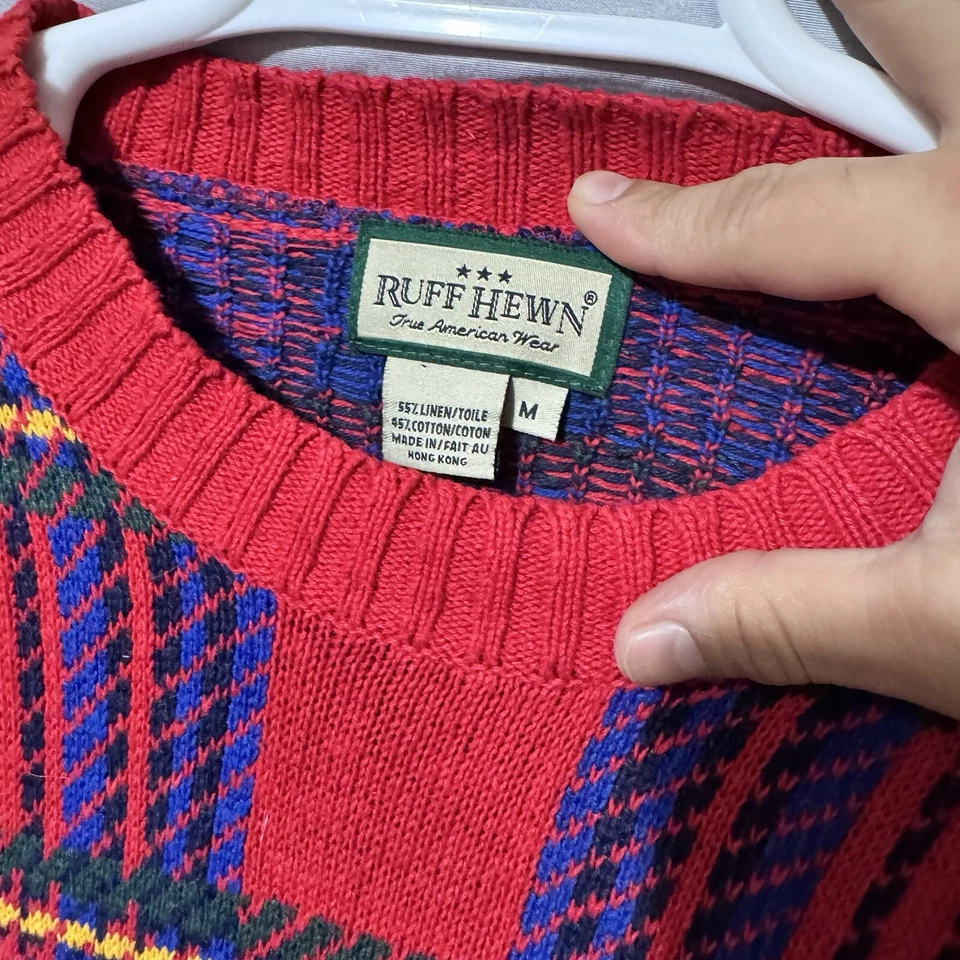 ★★★
RUFF HEWN®
True American Wear
M
55% LINEN/TOILE
45% COTTON/COTON
MADE IN/FAIT AU
HONG KONG